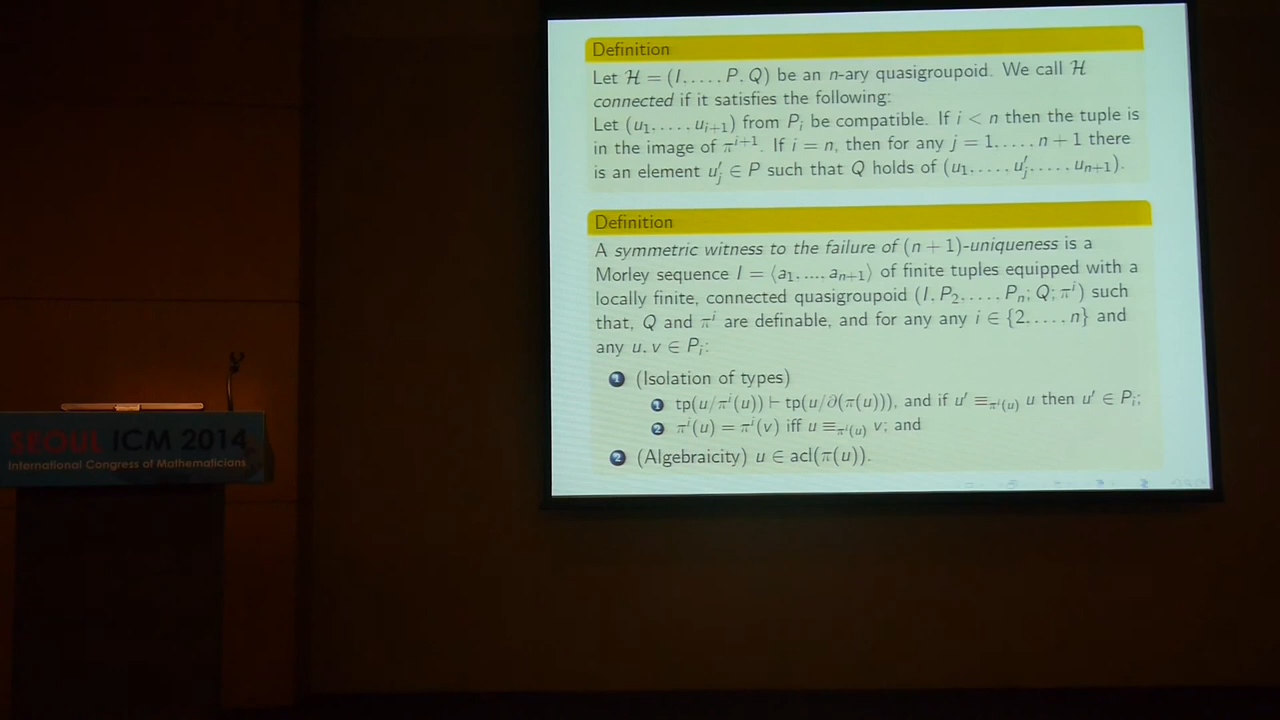 Definition
Let ℋ = (I, . . . , P, Q) be an n-ary quasigroupoid. We call ℋ
connected if it satisfies the following:
Let (u₁, . . . , uᵢ₊₁) from Pᵢ be compatible. If i < n then the tuple is
in the image of πⁱ⁺¹. If i = n, then for any j = 1, . . . , n + 1 there
is an element u′ⱼ ∈ P such that Q holds of (u₁, . . . , u′ⱼ, . . . , uₙ₊₁).
Definition
A symmetric witness to the failure of (n + 1)-uniqueness is a
Morley sequence I = ⟨a₁, ..., aₙ₊₁⟩ of finite tuples equipped with a
locally finite, connected quasigroupoid (I, P₂, . . . , Pₙ; Q; πⁱ) such
that, Q and πⁱ are definable, and for any any i ∈ {2, . . . , n} and
any u, v ∈ Pᵢ:
1 (Isolation of types)
1 tp(u/πⁱ(u)) ⊢ tp(u/∂(π(u))), and if u′ ≡_{πⁱ(u)} u then u′ ∈ Pᵢ;
2 πⁱ(u) = πⁱ(v) iff u ≡_{πⁱ(u)} v; and
2 (Algebraicity) u ∈ acl(π(u)).
SEOUL ICM 2014
International Congress of Mathematicians